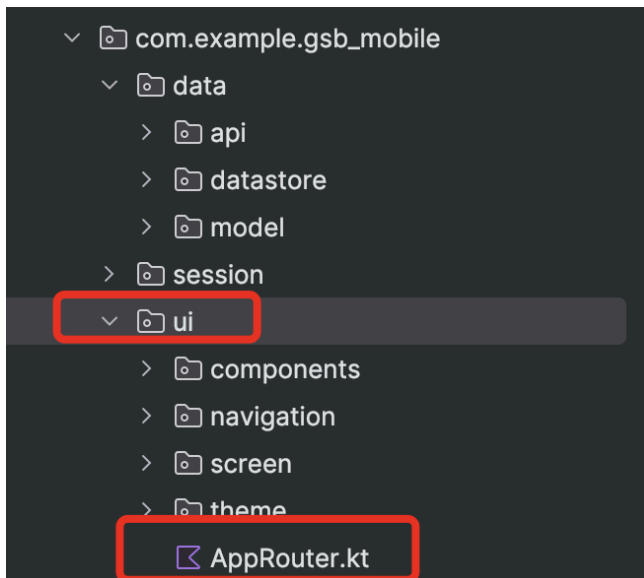 com.example.gsb_mobile
data
api
datastore
model
session
ui
components
navigation
screen
theme
AppRouter.kt